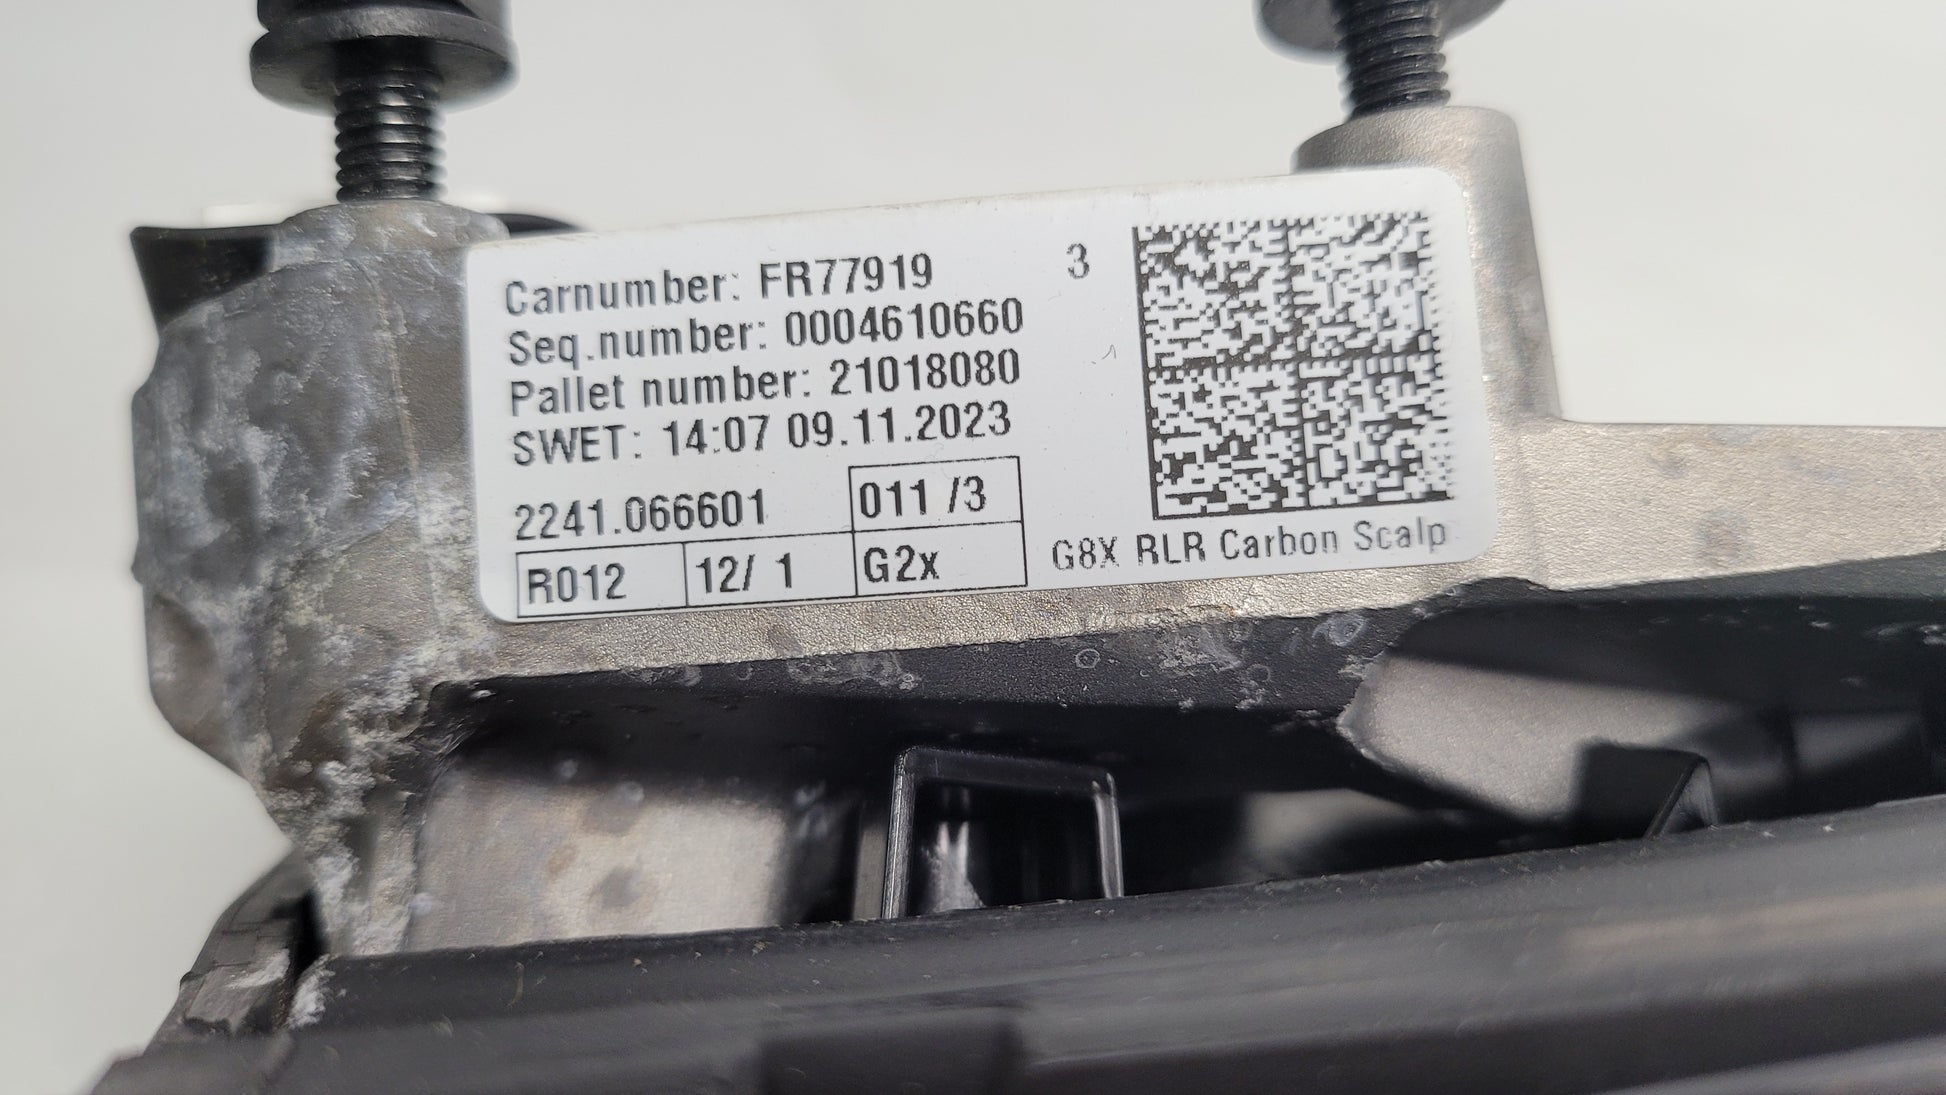 Carnumber: FR77919
3
Seq.number: 0004610660
Pallet number: 21018080
SWET: 14:07 09.11.2023
2241.066601
011 /3
R012
12/ 1
G2x
G8X RLR Carbon Scalp